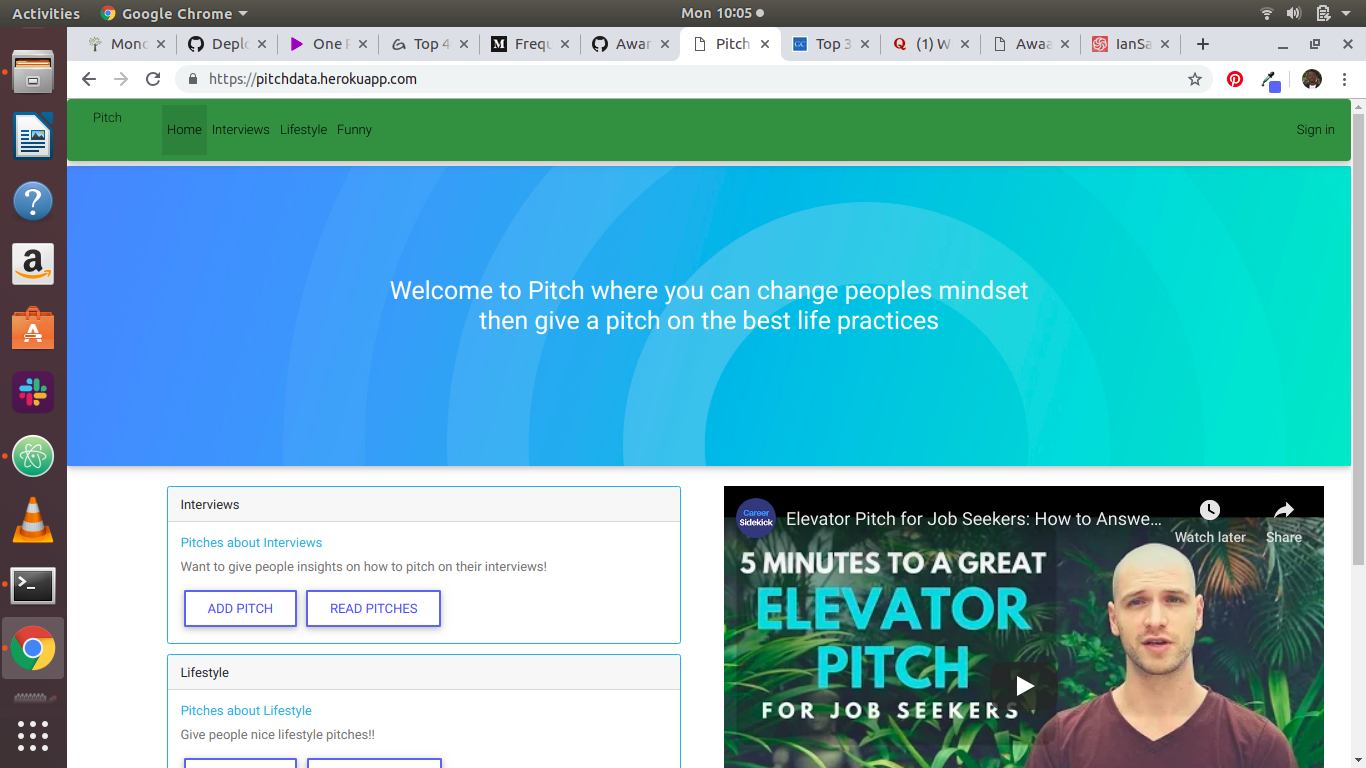 Activities Google Chrome Mon 10:05
Mong Deplo One P Top 4 Frequ Awar Pitch Top 3 (1) W Awaa IanSa
https://pitchdata.herokuapp.com
Pitch Home Interviews Lifestyle Funny Sign in
Welcome to Pitch where you can change peoples mindset
then give a pitch on the best life practices
Interviews
Pitches about Interviews
Want to give people insights on how to pitch on their interviews!
ADD PITCH READ PITCHES
Lifestyle
Pitches about Lifestyle
Give people nice lifestyle pitches!!
Career
Sidekick
Elevator Pitch for Job Seekers: How to Answe…
Watch later Share
5 MINUTES TO A GREAT
ELEVATOR
PITCH
FOR JOB SEEKERS